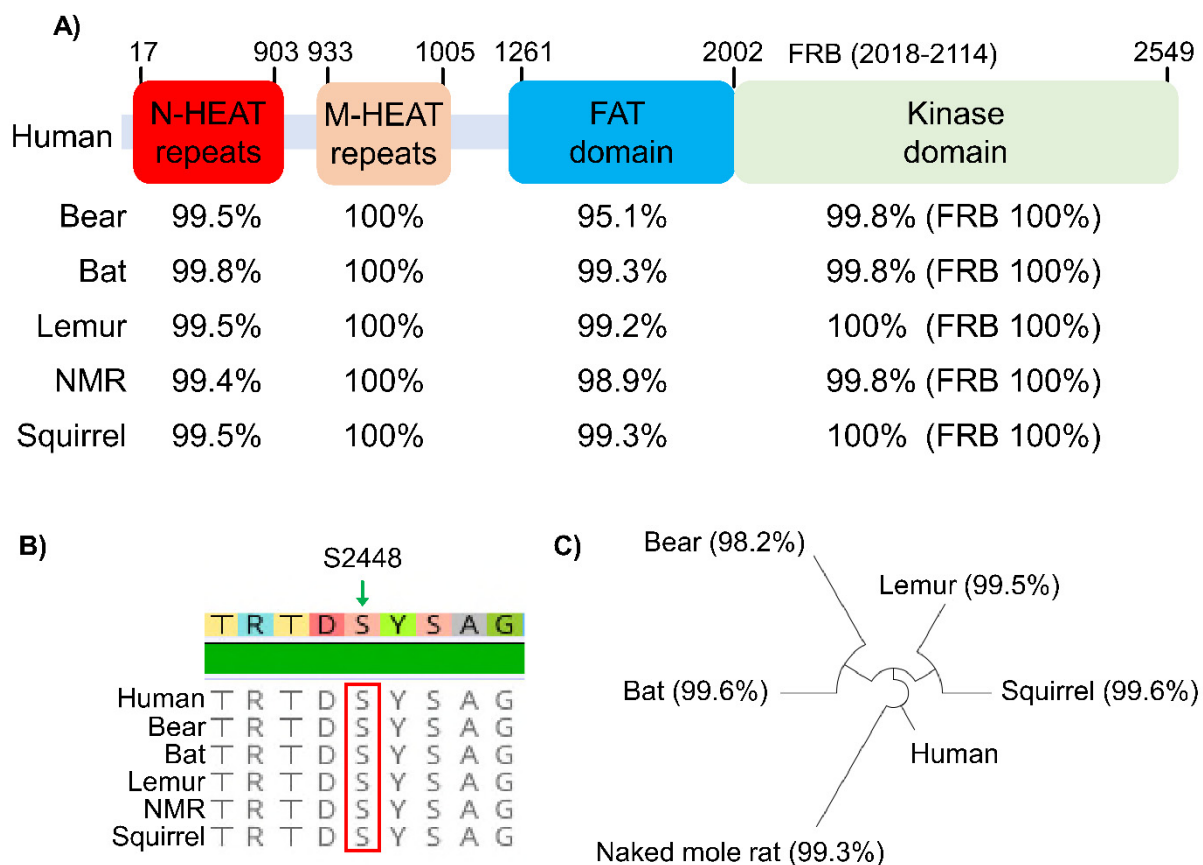 A)
17 903 933 1005 1261 2002 FRB (2018-2114) 2549
Human
N-HEAT
repeats
M-HEAT
repeats
FAT
domain
Kinase
domain
Bear 99.5% 100% 95.1% 99.8% (FRB 100%)
Bat 99.8% 100% 99.3% 99.8% (FRB 100%)
Lemur 99.5% 100% 99.2% 100% (FRB 100%)
NMR 99.4% 100% 98.9% 99.8% (FRB 100%)
Squirrel 99.5% 100% 99.3% 100% (FRB 100%)
B)
S2448
T R T D S Y S A G
Human T R T D S Y S A G
Bear T R T D S Y S A G
Bat T R T D S Y S A G
Lemur T R T D S Y S A G
NMR T R T D S Y S A G
Squirrel T R T D S Y S A G
C)
Bear (98.2%)
Lemur (99.5%)
Bat (99.6%)
Squirrel (99.6%)
Human
Naked mole rat (99.3%)